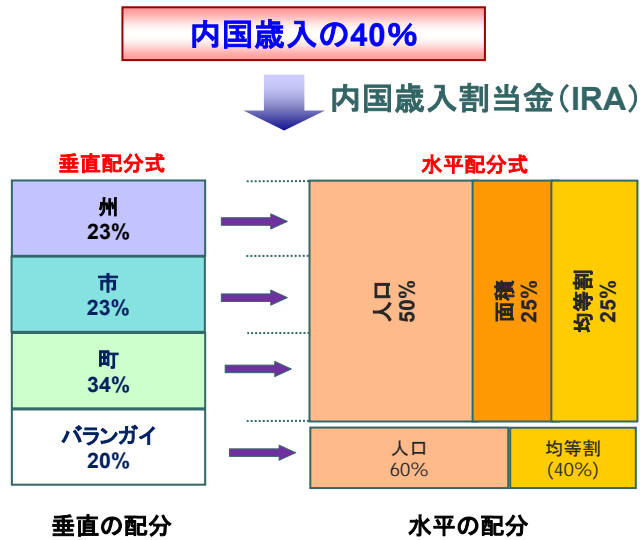 内国歳入の40%
内国歳入割当金(IRA)
垂直配分式
水平配分式
州
23%
市
23%
町
34%
バランガイ
20%
人口
50%
面積
25%
均等割
25%
人口
60%
均等割
(40%)
垂直の配分
水平の配分